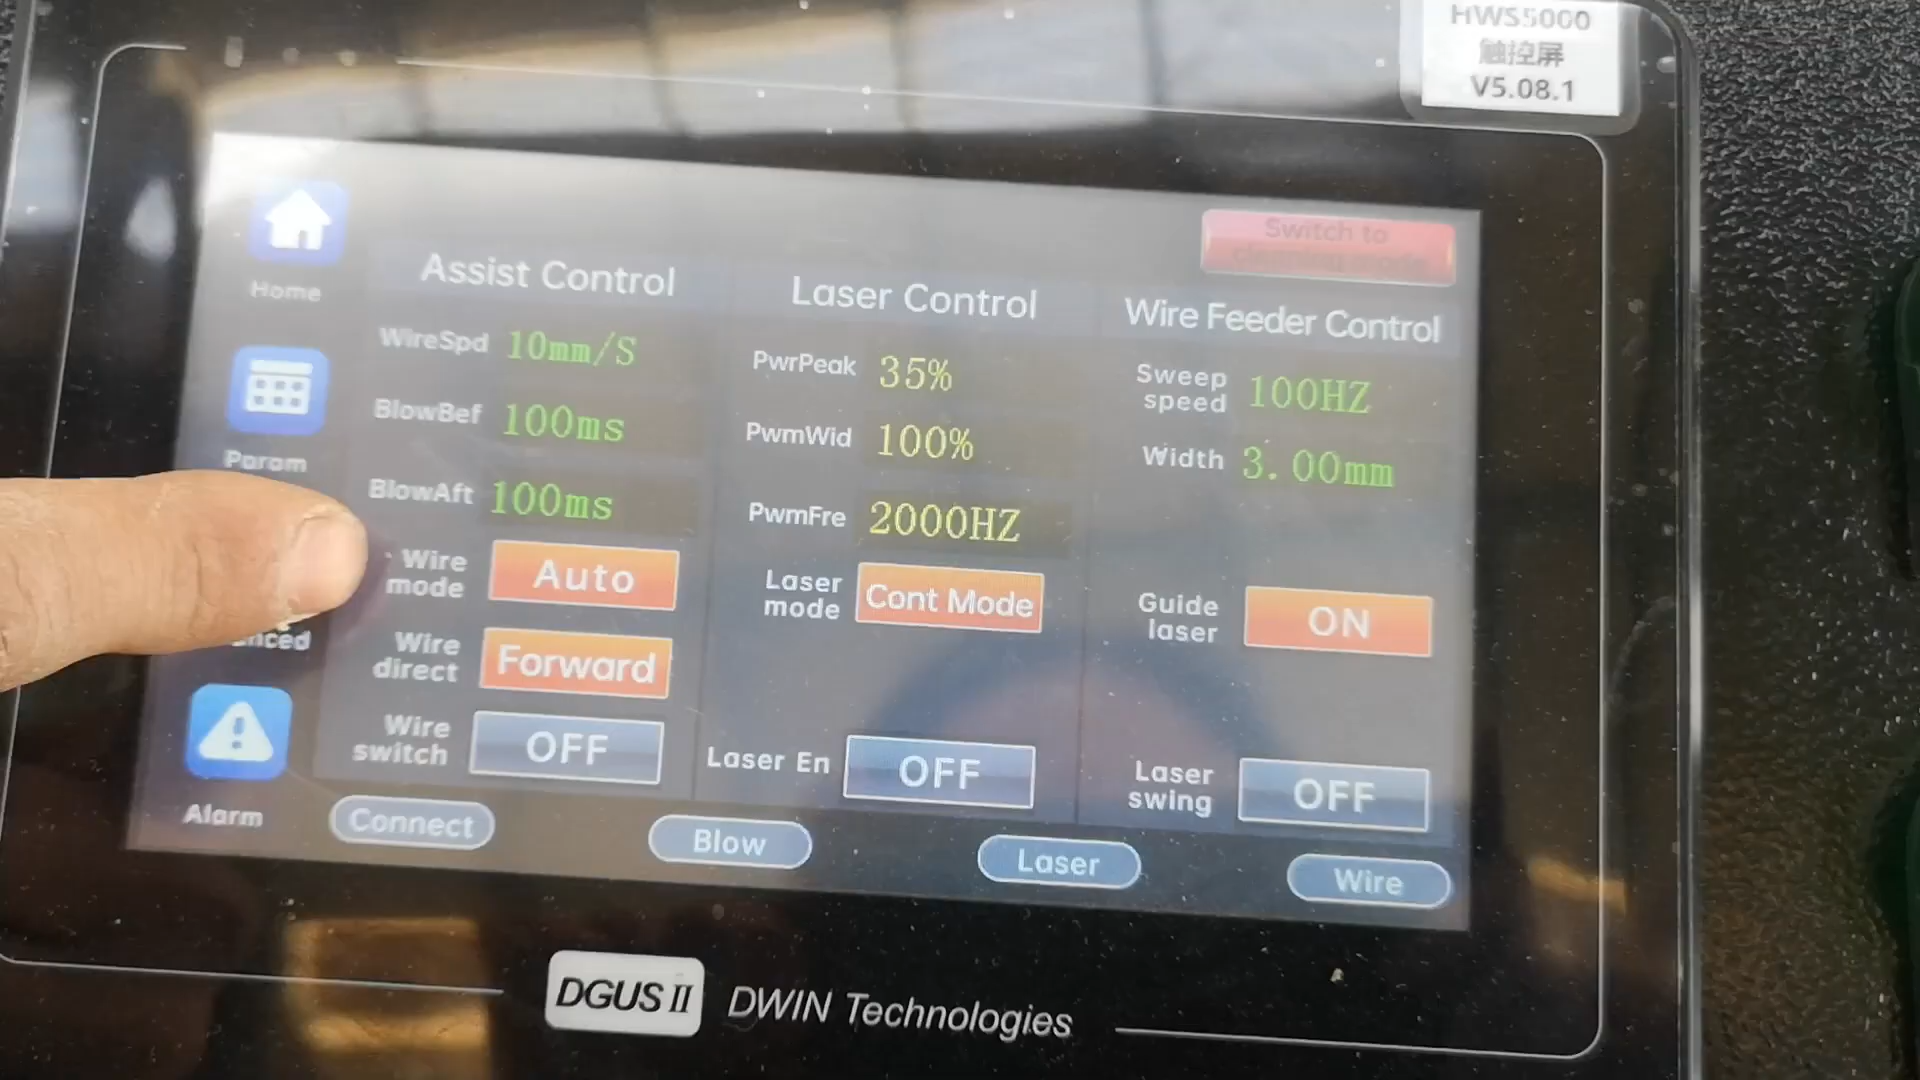 HWS5000
触控屏
V5.08.1
Switch to
Home
Assist Control
Laser Control
Wire Feeder Control
WireSpd 10mm/S
PwrPeak 35%
Sweep speed 100HZ
BlowBef 100ms
PwmWid 100%
Width 3.00mm
Param
BlowAft 100ms
PwmFre 2000HZ
Wire mode Auto
Laser mode Cont Mode
Guide laser ON
Wire direct Forward
Wire switch OFF
Laser En OFF
Laser swing OFF
Alarm
Connect
Blow
Laser
Wire
DGUS II DWIN Technologies